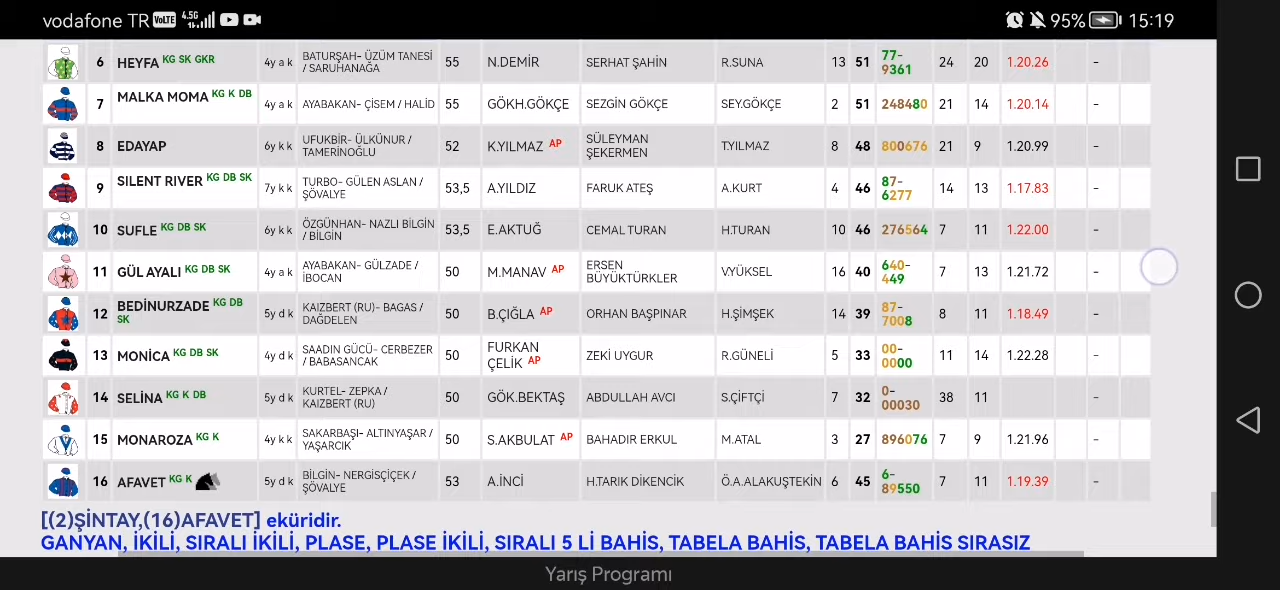 vodafone TR VoLTE 4.5G 95% 15:19
6 HEYFA KG SK GKR 4y a k BATURŞAH- ÜZÜM TANESİ / SARUHANAĞA 55 N.DEMİR SERHAT ŞAHİN R.SUNA 13 51 77-9361 24 20 1.20.26 -
7 MALKA MOMA KG K DB 4y a k AYABAKAN- ÇİSEM / HALİD 55 GÖKH.GÖKÇE SEZGİN GÖKÇE SEY.GÖKÇE 2 51 248480 21 14 1.20.14 -
8 EDAYAP 6y k k UFUKBİR- ÜLKÜNUR / TAMERİNOĞLU 52 K.YILMAZ AP SÜLEYMAN ŞEKERMEN T.YILMAZ 8 48 800676 21 9 1.20.99 -
9 SILENT RIVER KG DB SK 7y k k TURBO- GÜLEN ASLAN / ŞÖVALYE 53,5 A.YILDIZ FARUK ATEŞ A.KURT 4 46 87-6277 14 13 1.17.83 -
10 SUFLE KG DB SK 6y k k ÖZGÜNHAN- NAZLI BİLGİN / BİLGİN 53,5 E.AKTUĞ CEMAL TURAN H.TURAN 10 46 276564 7 11 1.22.00 -
11 GÜL AYALI KG DB SK 4y a k AYABAKAN- GÜLZADE / İBOCAN 50 M.MANAV AP ERSEN BÜYÜKTÜRKLER V.YÜKSEL 16 40 640-449 7 13 1.21.72 -
12 BEDİNURZADE KG DB SK 5y d k KAIZBERT (RU)- BAGAS / DAĞDELEN 50 B.ÇIĞLA AP ORHAN BAŞPINAR H.ŞİMŞEK 14 39 87-7008 8 11 1.18.49 -
13 MONİCA KG DB SK 4y d k SAADIN GÜCÜ- CERBEZER / BABASANCAK 50 FURKAN ÇELİK AP ZEKİ UYGUR R.GÜNELİ 5 33 00-0000 11 14 1.22.28 -
14 SELİNA KG K DB 5y d k KURTEL- ZEPKA / KAIZBERT (RU) 50 GÖK.BEKTAŞ ABDULLAH AVCI S.ÇİFTÇİ 7 32 0-00030 38 11 -
15 MONAROZA KG K 4y k k SAKARBAŞI- ALTINYAŞAR / YAŞARCIK 50 S.AKBULAT AP BAHADIR ERKUL M.ATAL 3 27 896076 7 9 1.21.96 -
16 AFAVET KG K 5y d k BİLGİN- NERGİSÇİÇEK / ŞÖVALYE 53 A.İNCİ H.TARIK DİKENCİK Ö.A.ALAKUŞTEKİN 6 45 6-89550 7 11 1.19.39 -
[(2)ŞİNTAY,(16)AFAVET] eküridir.
GANYAN, İKİLİ, SIRALI İKİLİ, PLASE, PLASE İKİLİ, SIRALI 5 Lİ BAHİS, TABELA BAHİS, TABELA BAHİS SIRASIZ
Yarış Programı